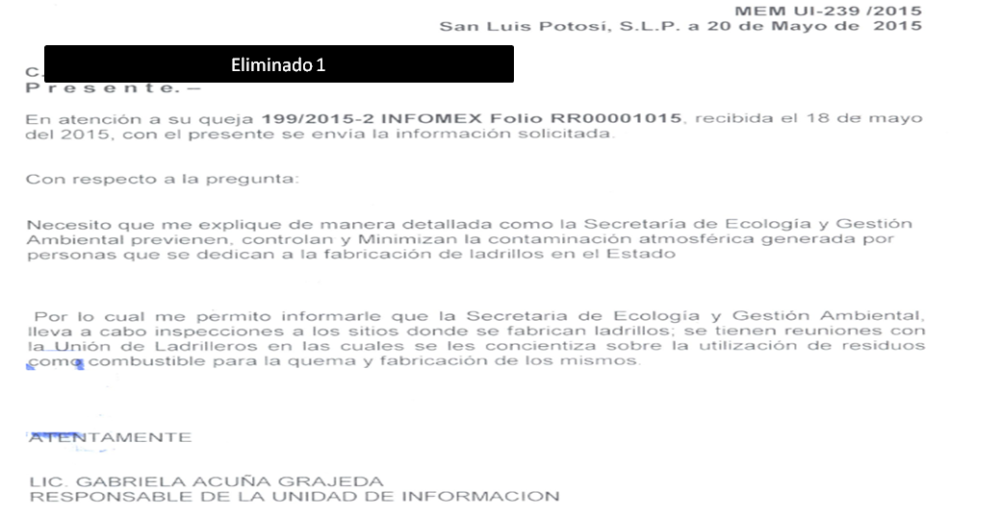 MEM UI-239 /2015
San Luis Potosí, S.L.P. a 20 de Mayo de 2015
Eliminado 1
C.
P r e s e n t e. –
En atención a su queja 199/2015-2 INFOMEX Folio RR00001015, recibida el 18 de mayo
del 2015, con el presente se envía la información solicitada.
Con respecto a la pregunta:
Necesito que me explique de manera detallada como la Secretaría de Ecología y Gestión
Ambiental previenen, controlan y Minimizan la contaminación atmosférica generada por
personas que se dedican a la fabricación de ladrillos en el Estado
Por lo cual me permito informarle que la Secretaria de Ecología y Gestión Ambiental,
lleva a cabo inspecciones a los sitios donde se fabrican ladrillos; se tienen reuniones con
la Unión de Ladrilleros en las cuales se les concientiza sobre la utilización de residuos
como combustible para la quema y fabricación de los mismos.
ATENTAMENTE
LIC. GABRIELA ACUÑA GRAJEDA
RESPONSABLE DE LA UNIDAD DE INFORMACION